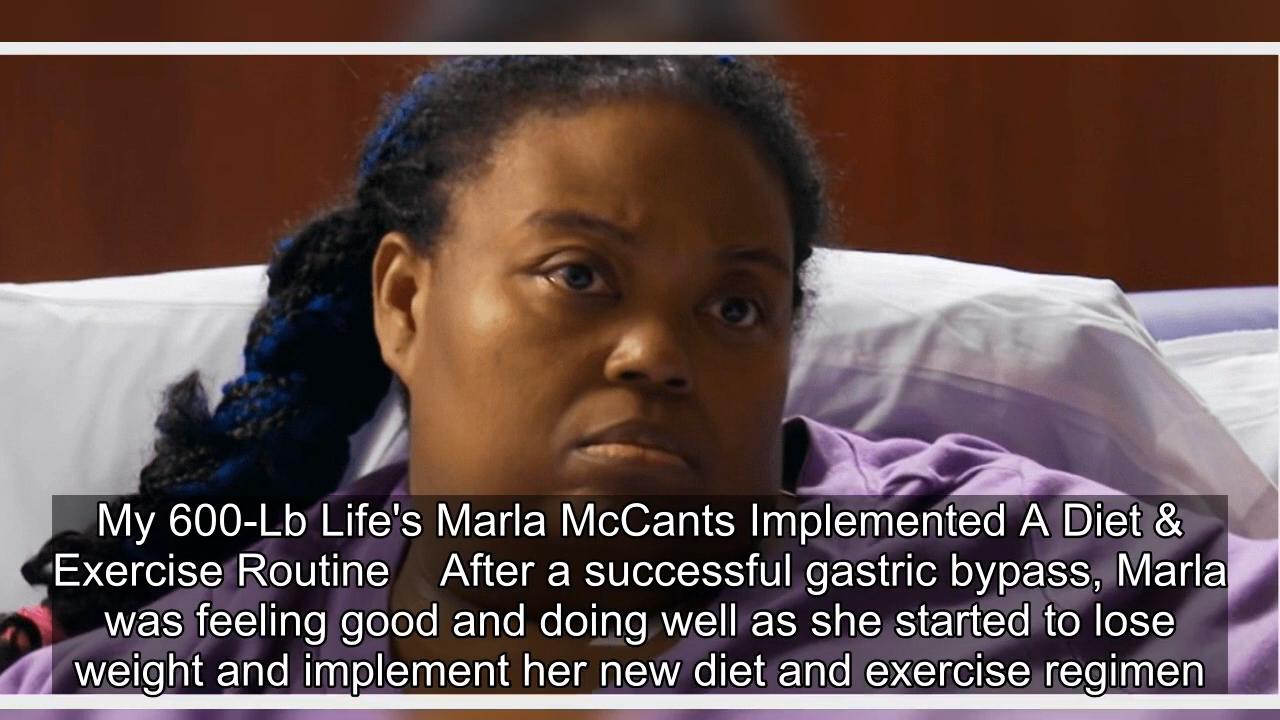 My 600-Lb Life's Marla McCants Implemented A Diet &
Exercise Routine After a successful gastric bypass, Marla
was feeling good and doing well as she started to lose
weight and implement her new diet and exercise regimen